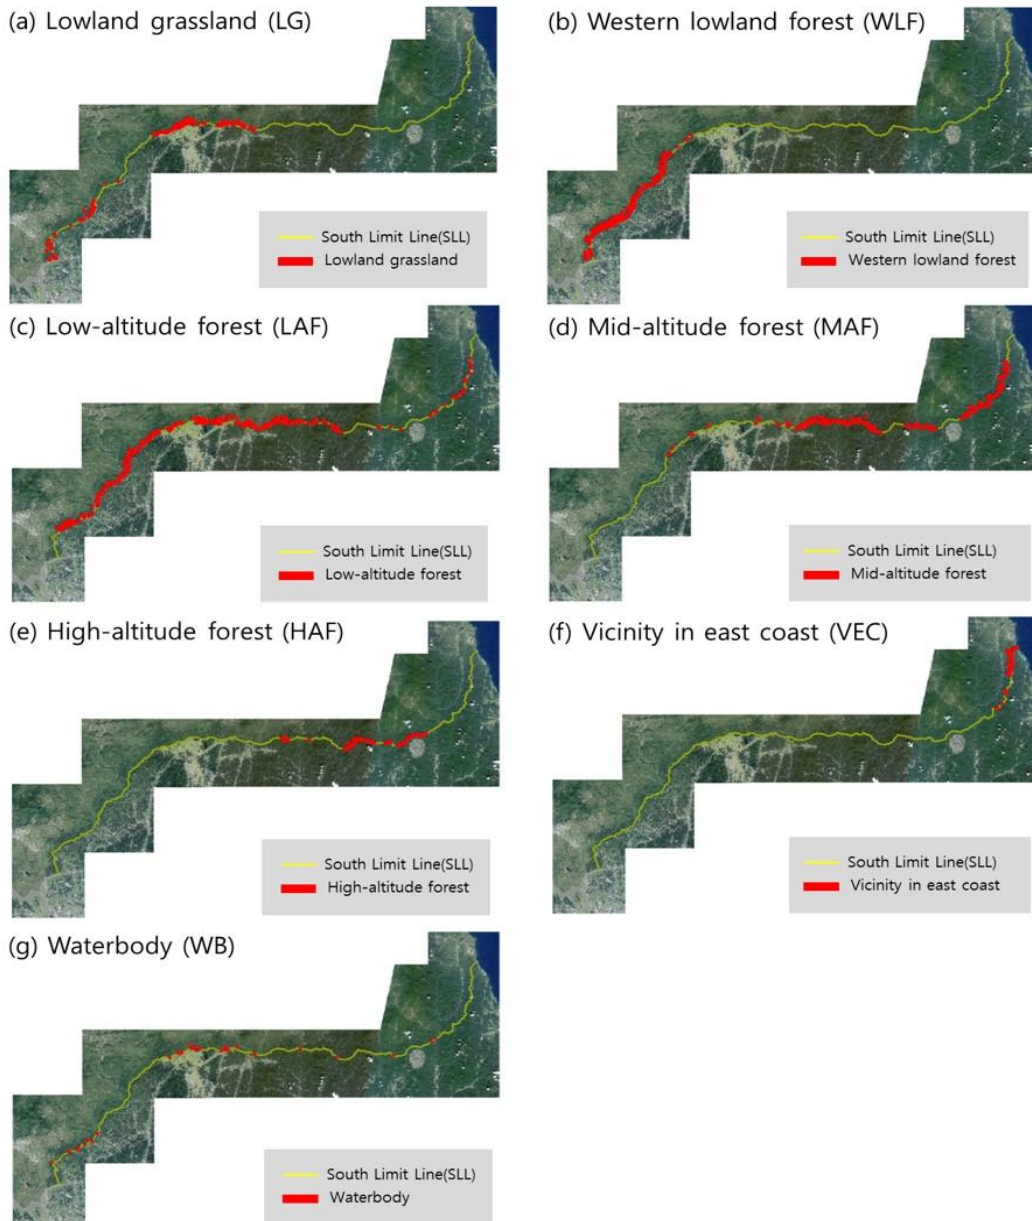 (a) Lowland grassland (LG)
South Limit Line(SLL)
Lowland grassland
(b) Western lowland forest (WLF)
South Limit Line(SLL)
Western lowland forest
(c) Low-altitude forest (LAF)
South Limit Line(SLL)
Low-altitude forest
(d) Mid-altitude forest (MAF)
South Limit Line(SLL)
Mid-altitude forest
(e) High-altitude forest (HAF)
South Limit Line(SLL)
High-altitude forest
(f) Vicinity in east coast (VEC)
South Limit Line(SLL)
Vicinity in east coast
(g) Waterbody (WB)
South Limit Line(SLL)
Waterbody